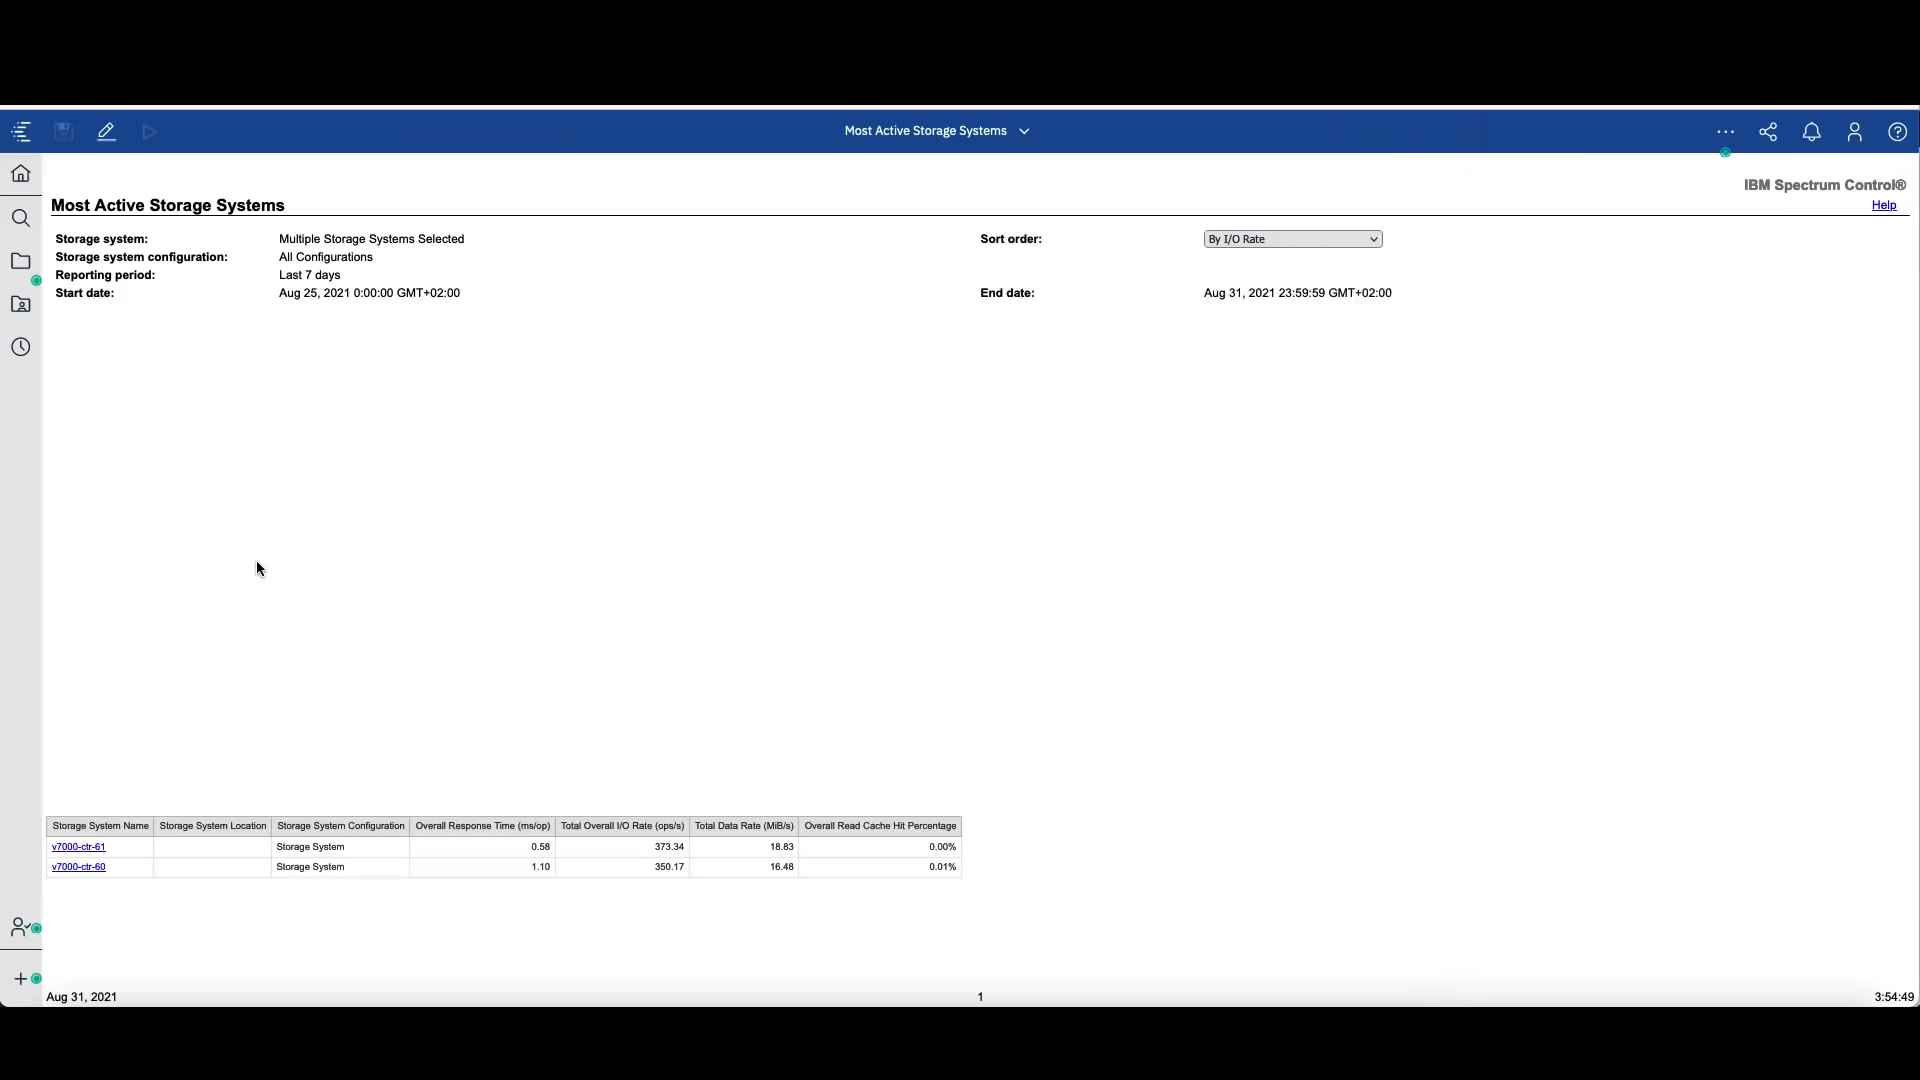 Most Active Storage Systems
IBM Spectrum Control®
Most Active Storage Systems
Help
Storage system: Multiple Storage Systems Selected Sort order: By I/O Rate
Storage system configuration: All Configurations
Reporting period: Last 7 days
Start date: Aug 25, 2021 0:00:00 GMT+02:00 End date: Aug 31, 2021 23:59:59 GMT+02:00
Storage System Name Storage System Location Storage System Configuration Overall Response Time (ms/op) Total Overall I/O Rate (ops/s) Total Data Rate (MiB/s) Overall Read Cache Hit Percentage
v7000-ctr-61 Storage System 0.58 373.34 18.83 0.00%
v7000-ctr-60 Storage System 1.10 350.17 16.48 0.01%
Aug 31, 2021 1 3:54:49